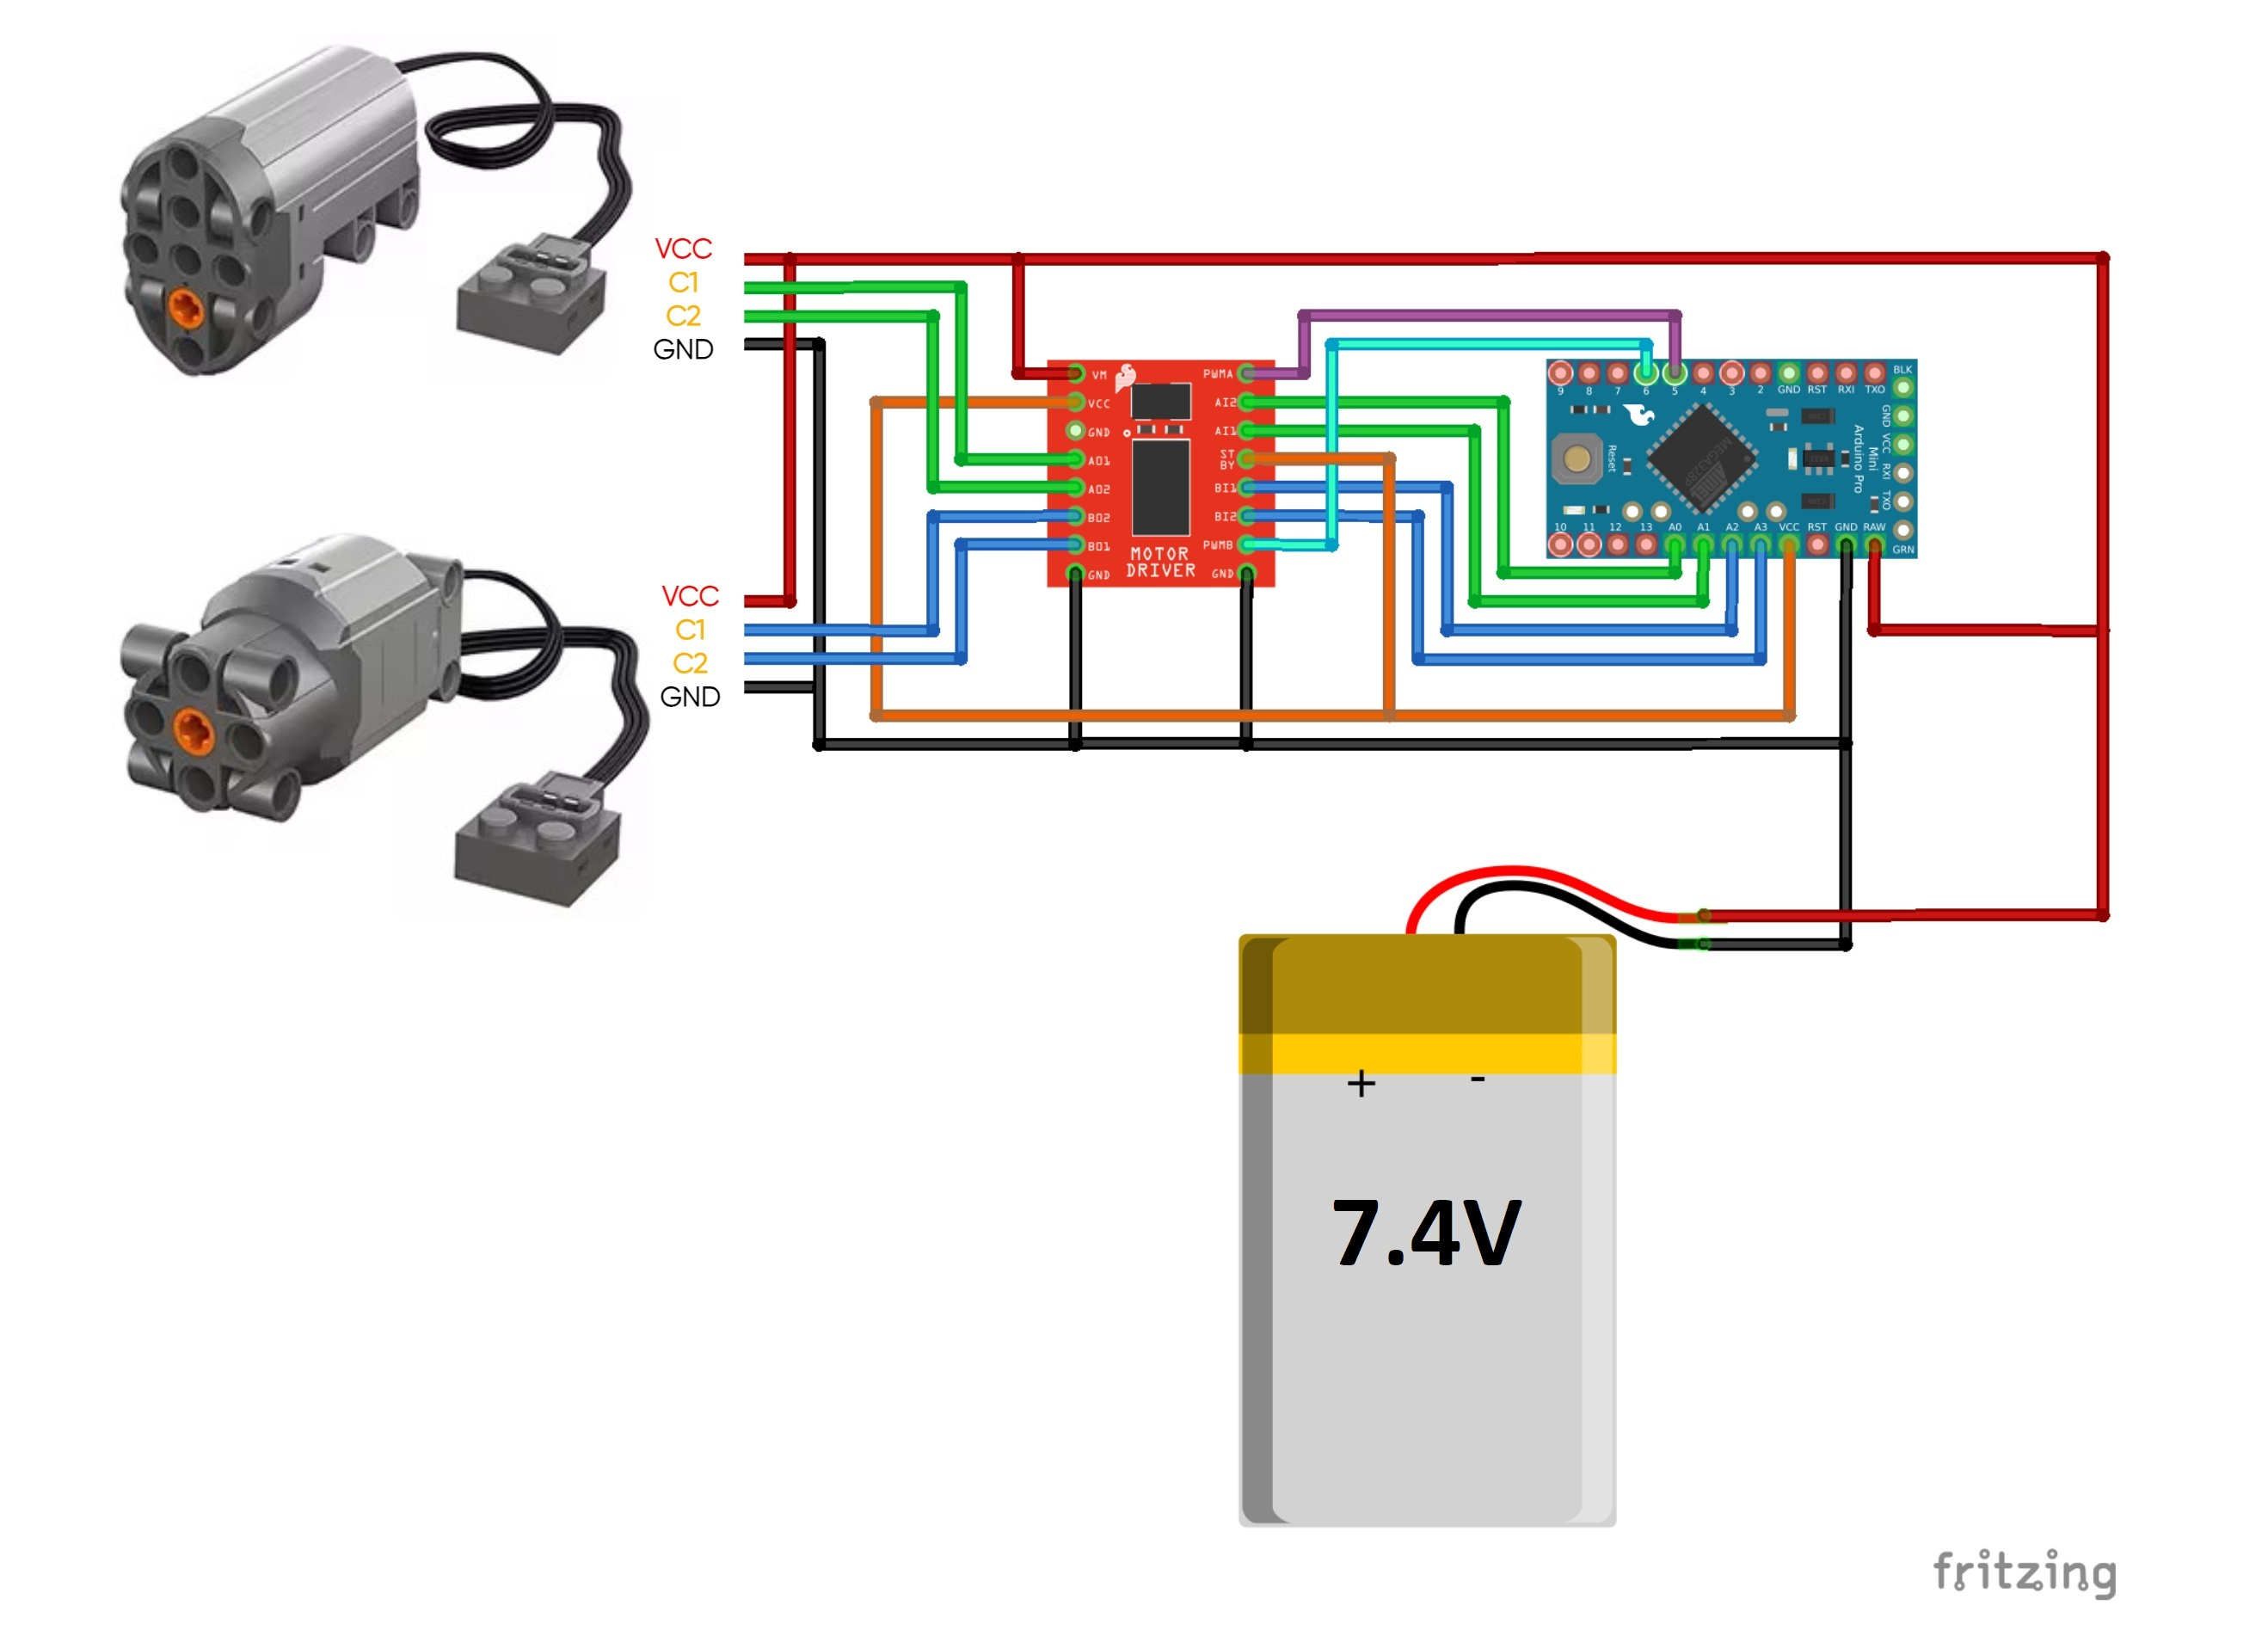 VCC
C1
C2
GND
VCC
C1
C2
GND
VM
VCC
GND
AO1
AO2
BO2
BO1
GND
PWMA
AI2
AI1
ST
BY
BI1
BI2
PWMB
GND
MOTOR
DRIVER
9 8 7 6 5 4 3 2 GND RST RXI TXO
BLK
GND
VCC
RXI
TXO
GRN
Reset
MEGA328P
ATMEL
Arduino Pro
Mini
10 11 12 13 A0 A1 A2 A3 VCC RST GND RAW
+ -
7.4V
fritzing